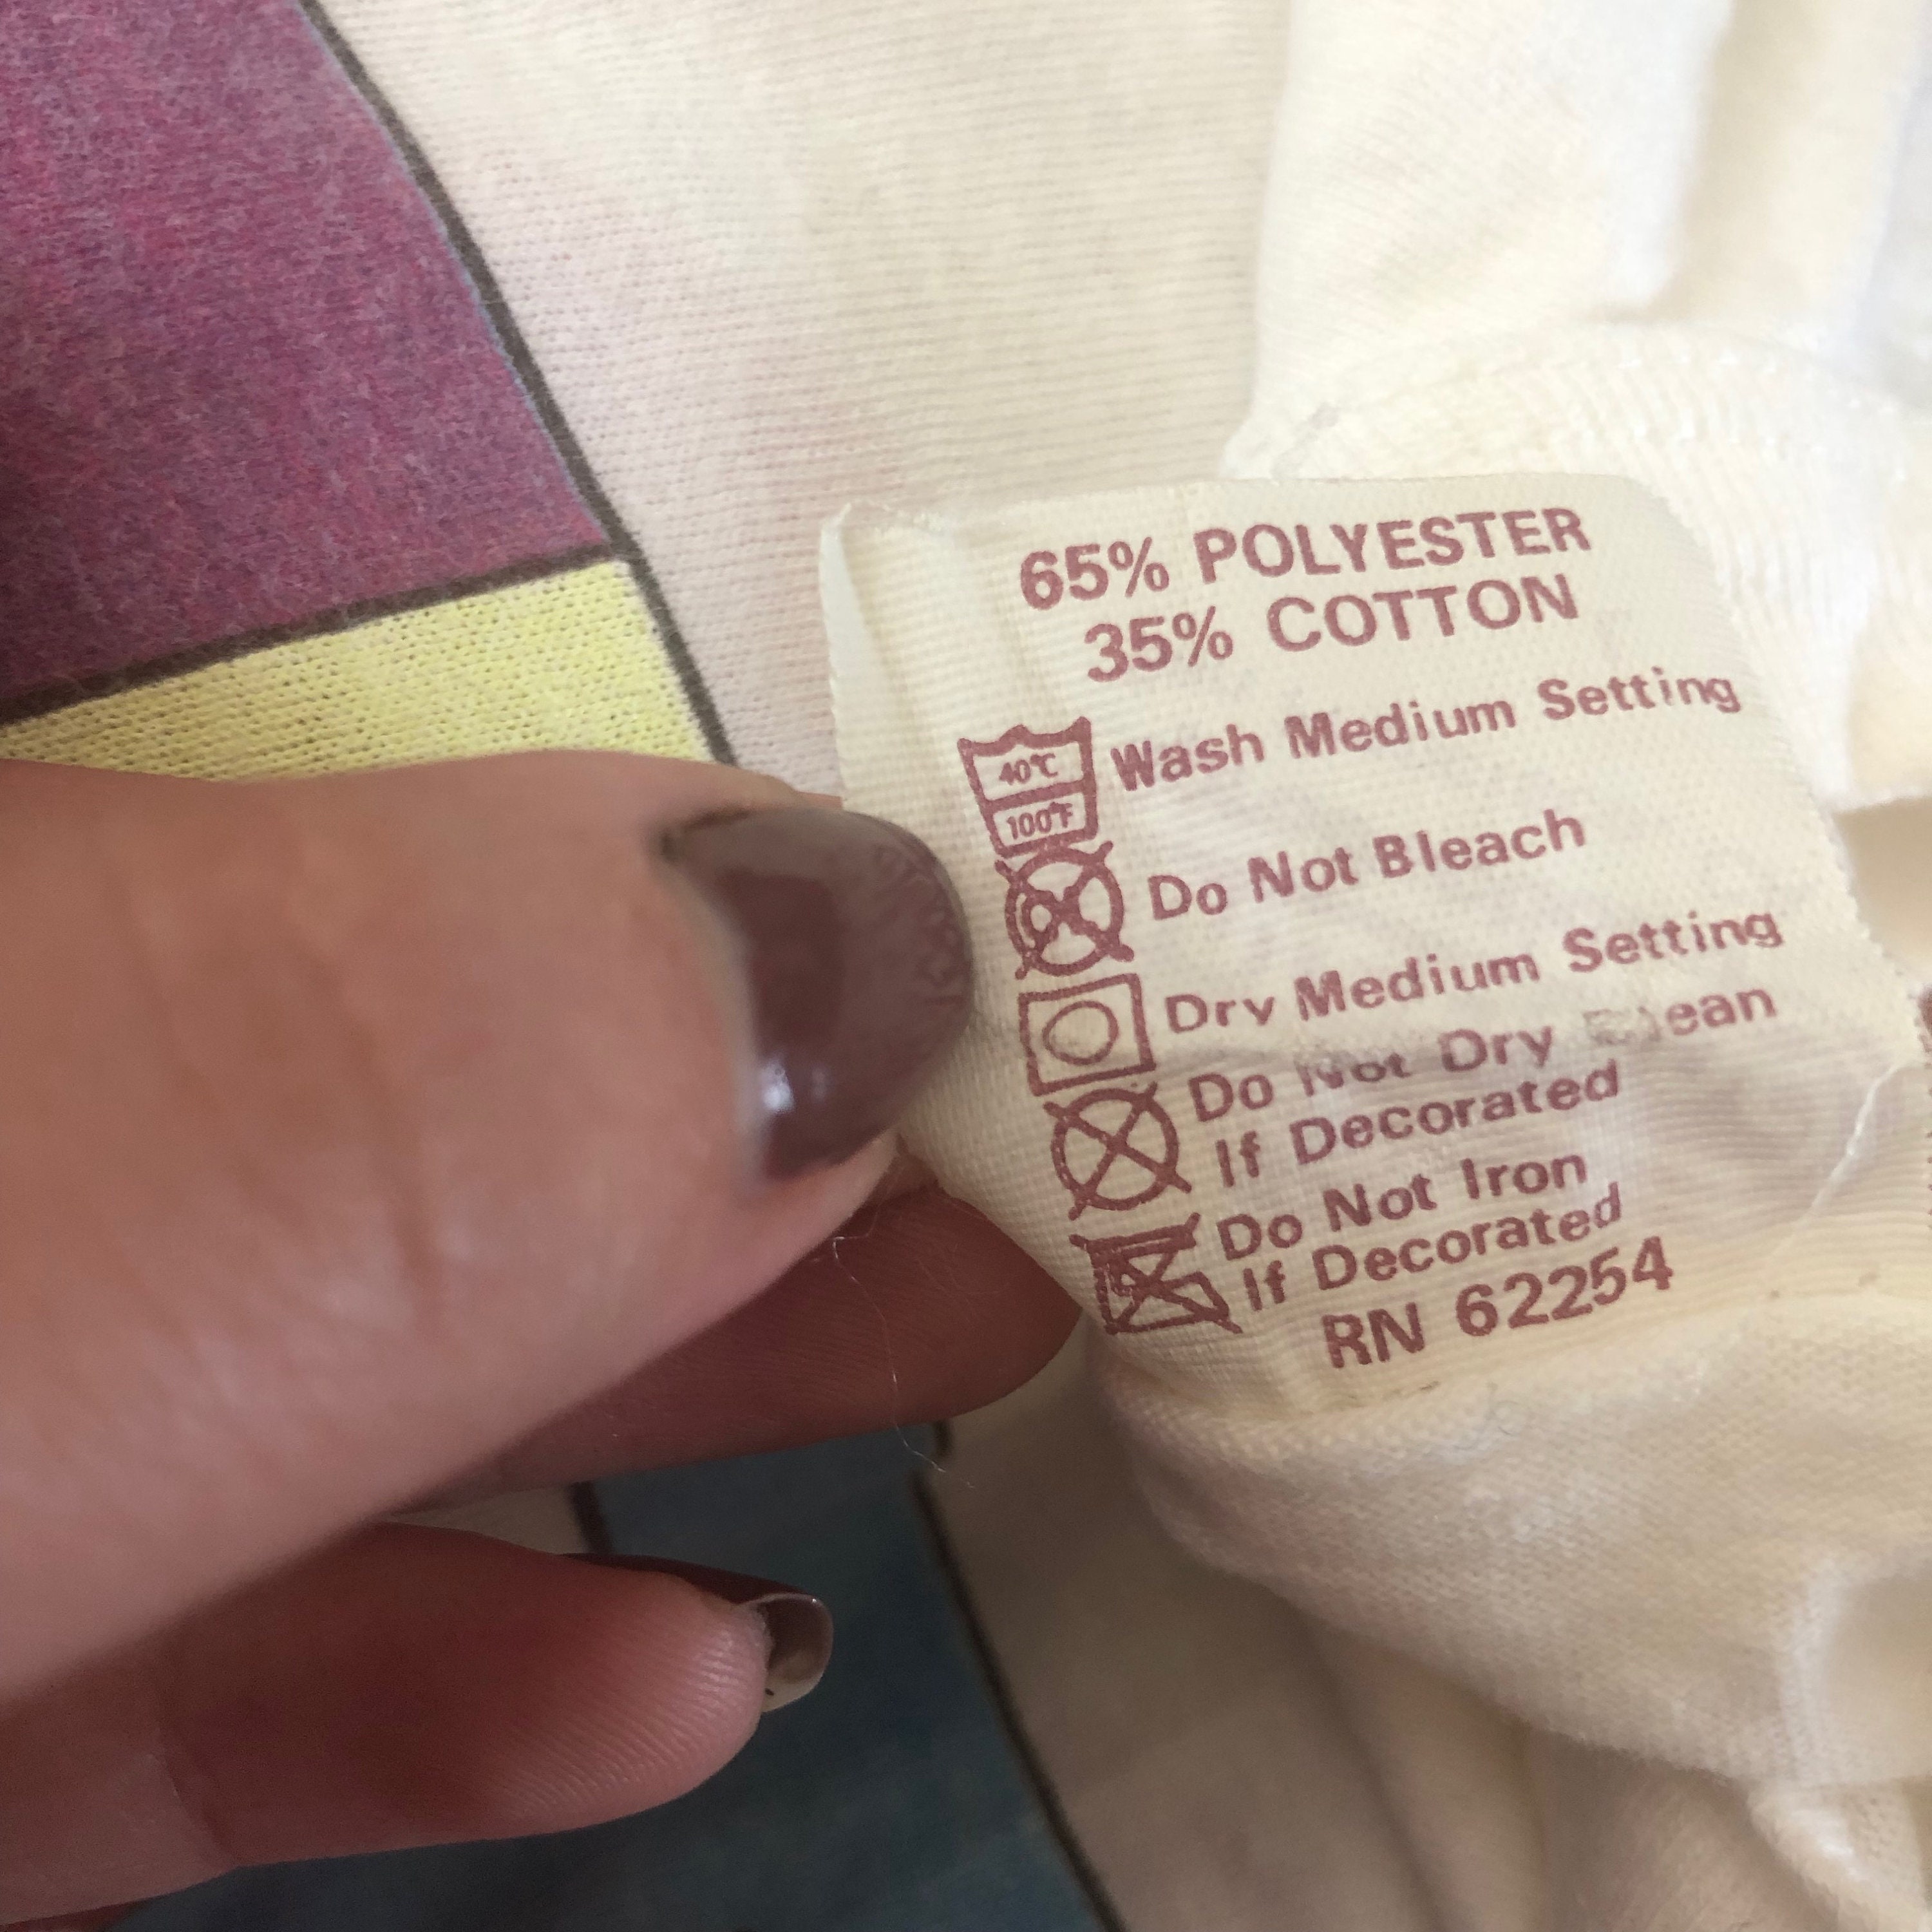 65% POLYESTER
35% COTTON
40°C
100°F
Wash Medium Setting
Do Not Bleach
Dry Medium Setting
Do Not Dry Clean
If Decorated
Do Not Iron
If Decorated
RN 62254